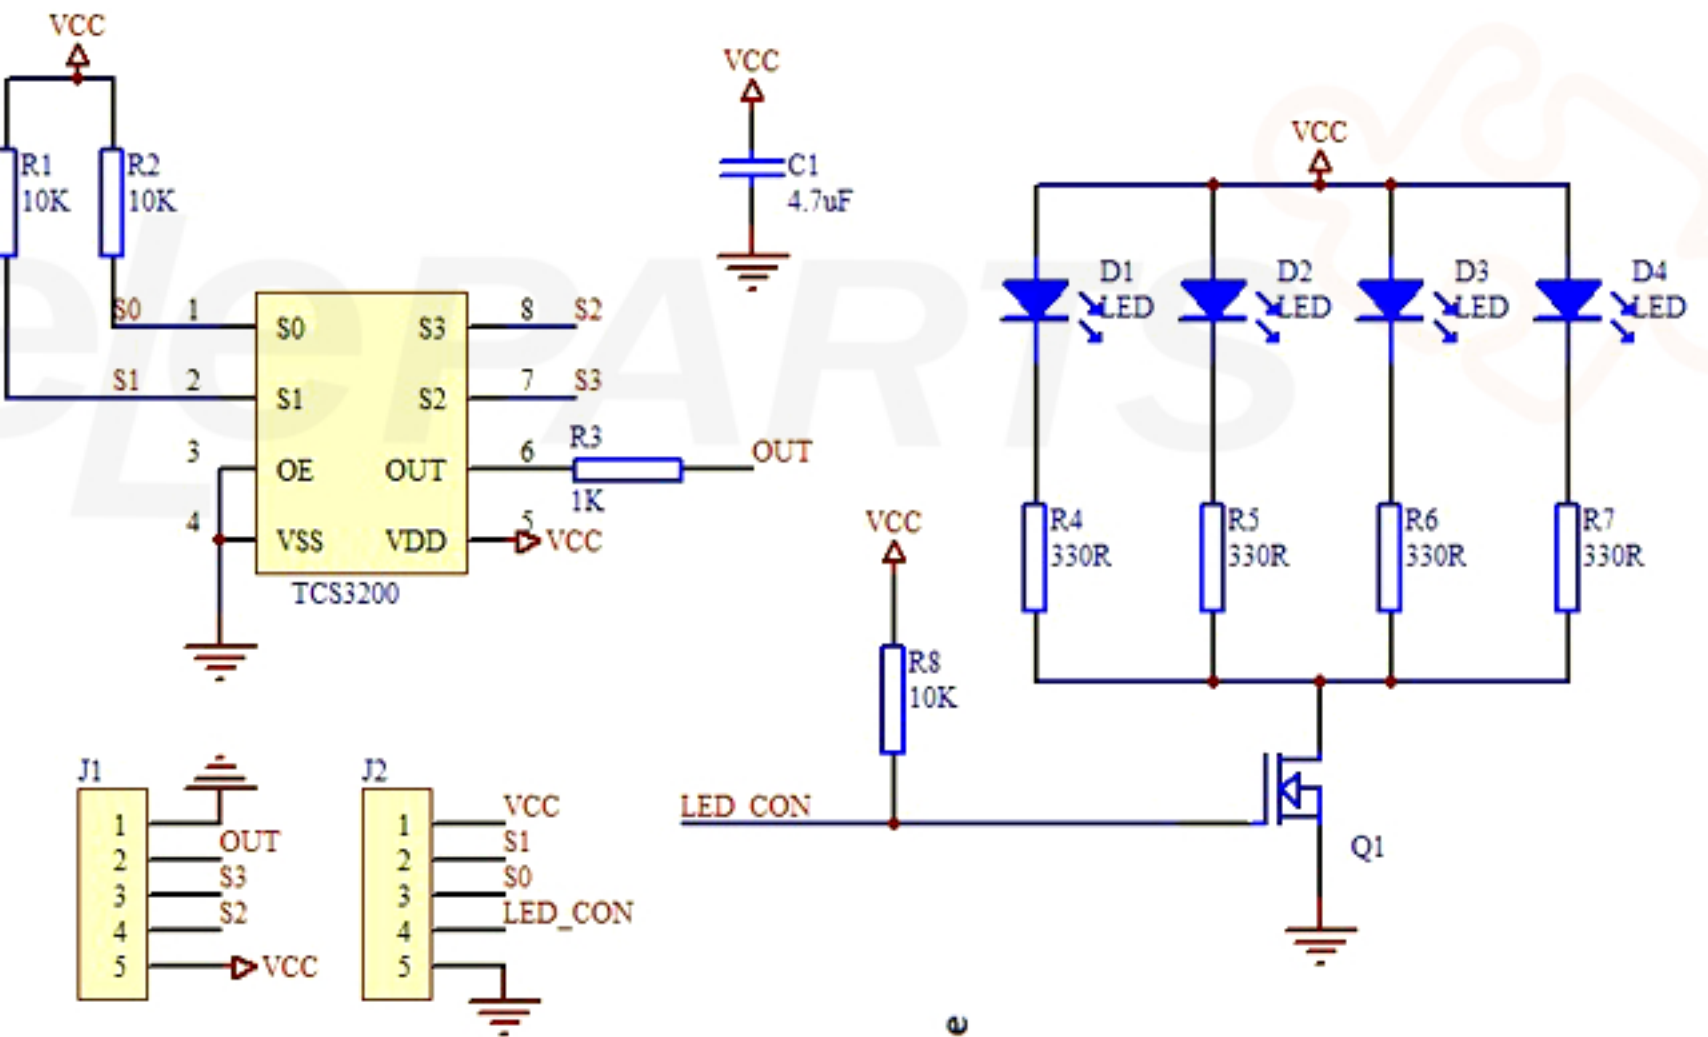 VCC
R1
10K
R2
10K
S0
1
S1
2
3
4
S0
S1
OE
VSS
S3
S2
OUT
VDD
TCS3200
8
S2
7
S3
6
R3
1K
OUT
5
VCC
VCC
C1
4.7uF
VCC
D1
LED
D2
LED
D3
LED
D4
LED
R4
330R
R5
330R
R6
330R
R7
330R
VCC
R8
10K
LED CON
Q1
J1
1
2
3
4
5
OUT
S3
S2
VCC
J2
1
2
3
4
5
VCC
S1
S0
LED_CON
e
elePARTS